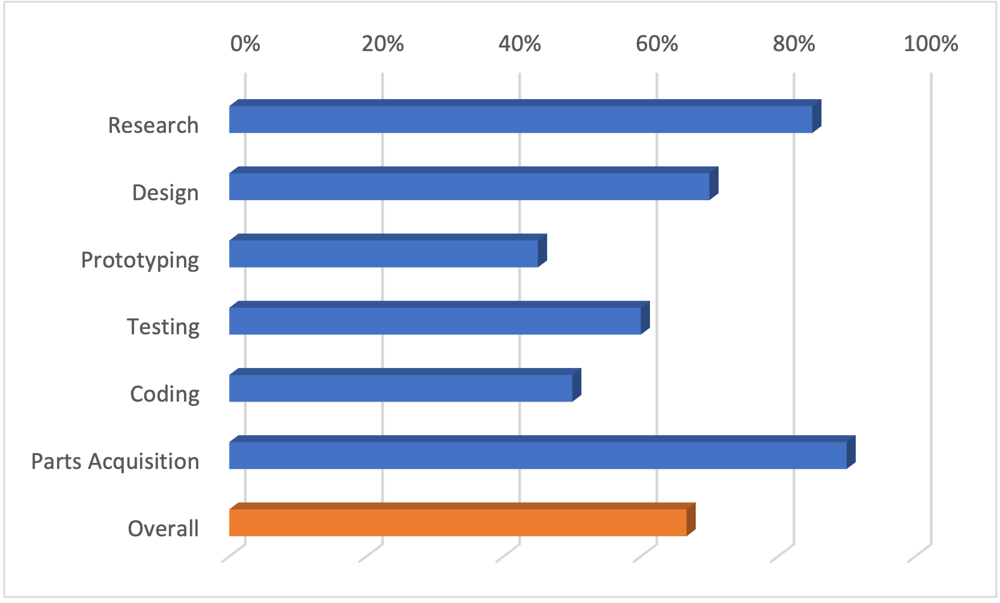 0% 20% 40% 60% 80% 100%
Research
Design
Prototyping
Testing
Coding
Parts Acquisition
Overall